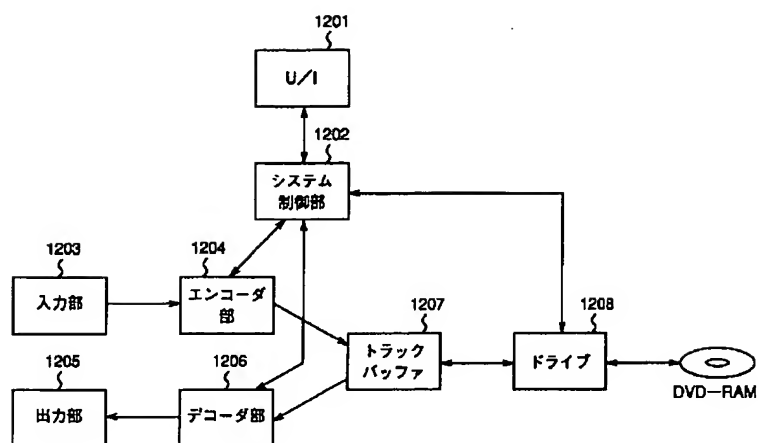 1201
U/I
1202
システム
制御部
1203
入力部
1204
エンコーダ
部
1207
トラック
バッファ
1208
ドライブ
DVD-RAM
1205
出力部
1206
デコーダ部